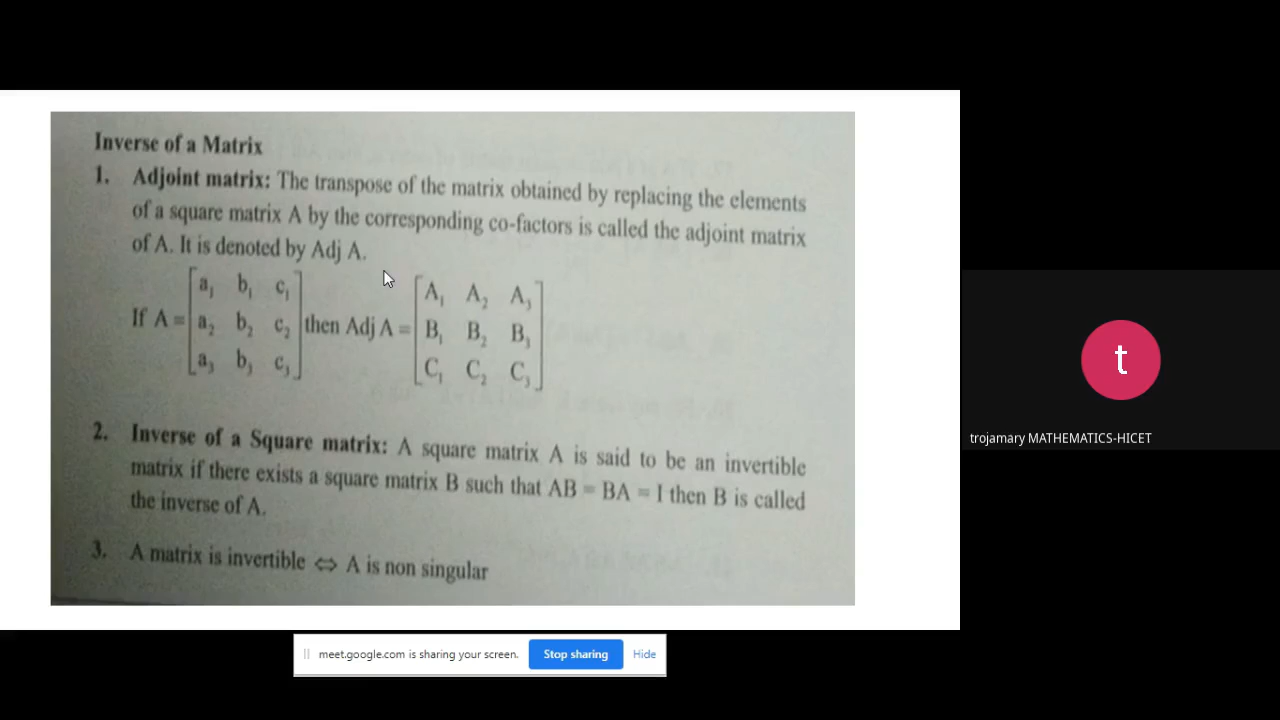 Inverse of a Matrix
1. Adjoint matrix: The transpose of the matrix obtained by replacing the elements
of a square matrix A by the corresponding co-factors is called the adjoint matrix
of A. It is denoted by Adj A.
a₁ b₁ c₁ A₁ A₂ A₃
If A = a₂ b₂ c₂ then Adj A = B₁ B₂ B₃
a₃ b₃ c₃ C₁ C₂ C₃
2. Inverse of a Square matrix: A square matrix A is said to be an invertible
matrix if there exists a square matrix B such that AB = BA = I then B is called
the inverse of A.
3. A matrix is invertible ⇔ A is non singular
t
trojamary MATHEMATICS-HICET
meet.google.com is sharing your screen. Stop sharing Hide